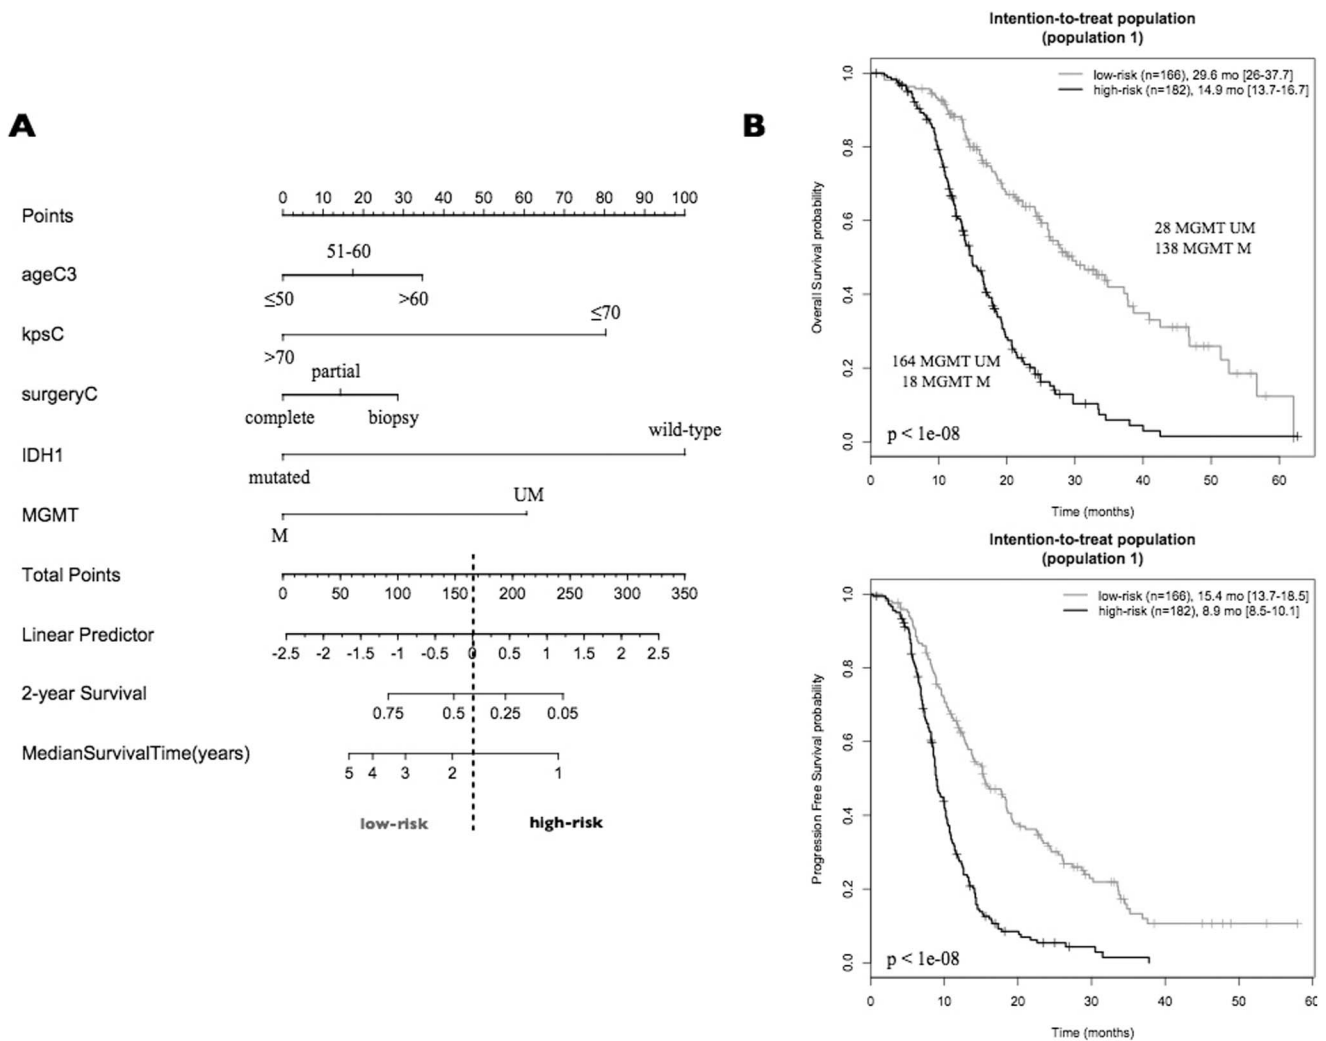 A
Points
0 10 20 30 40 50 60 70 80 90 100
ageC3
51-60
≤50 >60
kpsC
≤70
>70
surgeryC
partial
complete biopsy
IDH1
wild-type
mutated
MGMT
UM
M
Total Points
0 50 100 150 200 250 300 350
Linear Predictor
-2.5 -2 -1.5 -1 -0.5 0 0.5 1 1.5 2 2.5
2-year Survival
0.75 0.5 0.25 0.05
MedianSurvivalTime(years)
5 4 3 2 1
low-risk high-risk
B
Intention-to-treat population
(population 1)
low-risk (n=166), 29.6 mo [26-37.7]
high-risk (n=182), 14.9 mo [13.7-16.7]
Overall Survival probability
1.0
0.8
0.6
0.4
0.2
0.0
28 MGMT UM
138 MGMT M
164 MGMT UM
18 MGMT M
p < 1e-08
0 10 20 30 40 50 60
Time (months)
Intention-to-treat population
(population 1)
low-risk (n=166), 15.4 mo [13.7-18.5]
high-risk (n=182), 8.9 mo [8.5-10.1]
Progression Free Survival probability
1.0
0.8
0.6
0.4
0.2
0.0
p < 1e-08
0 10 20 30 40 50 60
Time (months)